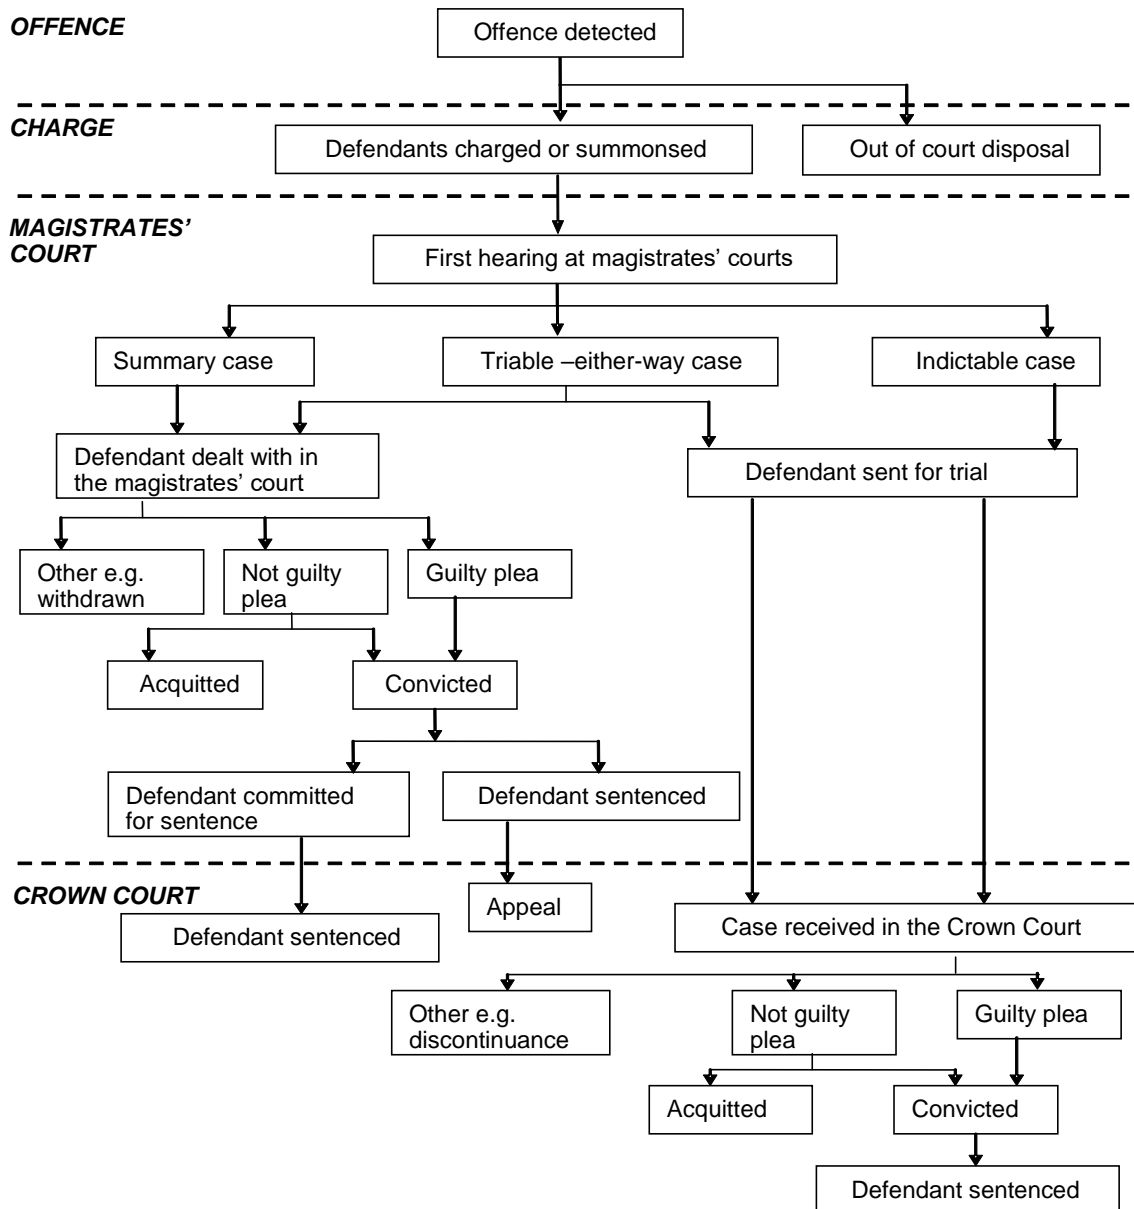 OFFENCE
Offence detected
CHARGE
Defendants charged or summonsed
Out of court disposal
MAGISTRATES’
COURT
First hearing at magistrates’ courts
Summary case
Triable –either-way case
Indictable case
Defendant dealt with in
the magistrates’ court
Defendant sent for trial
Other e.g.
withdrawn
Not guilty
plea
Guilty plea
Acquitted
Convicted
Defendant committed
for sentence
Defendant sentenced
CROWN COURT
Appeal
Defendant sentenced
Case received in the Crown Court
Other e.g.
discontinuance
Not guilty
plea
Guilty plea
Acquitted
Convicted
Defendant sentenced